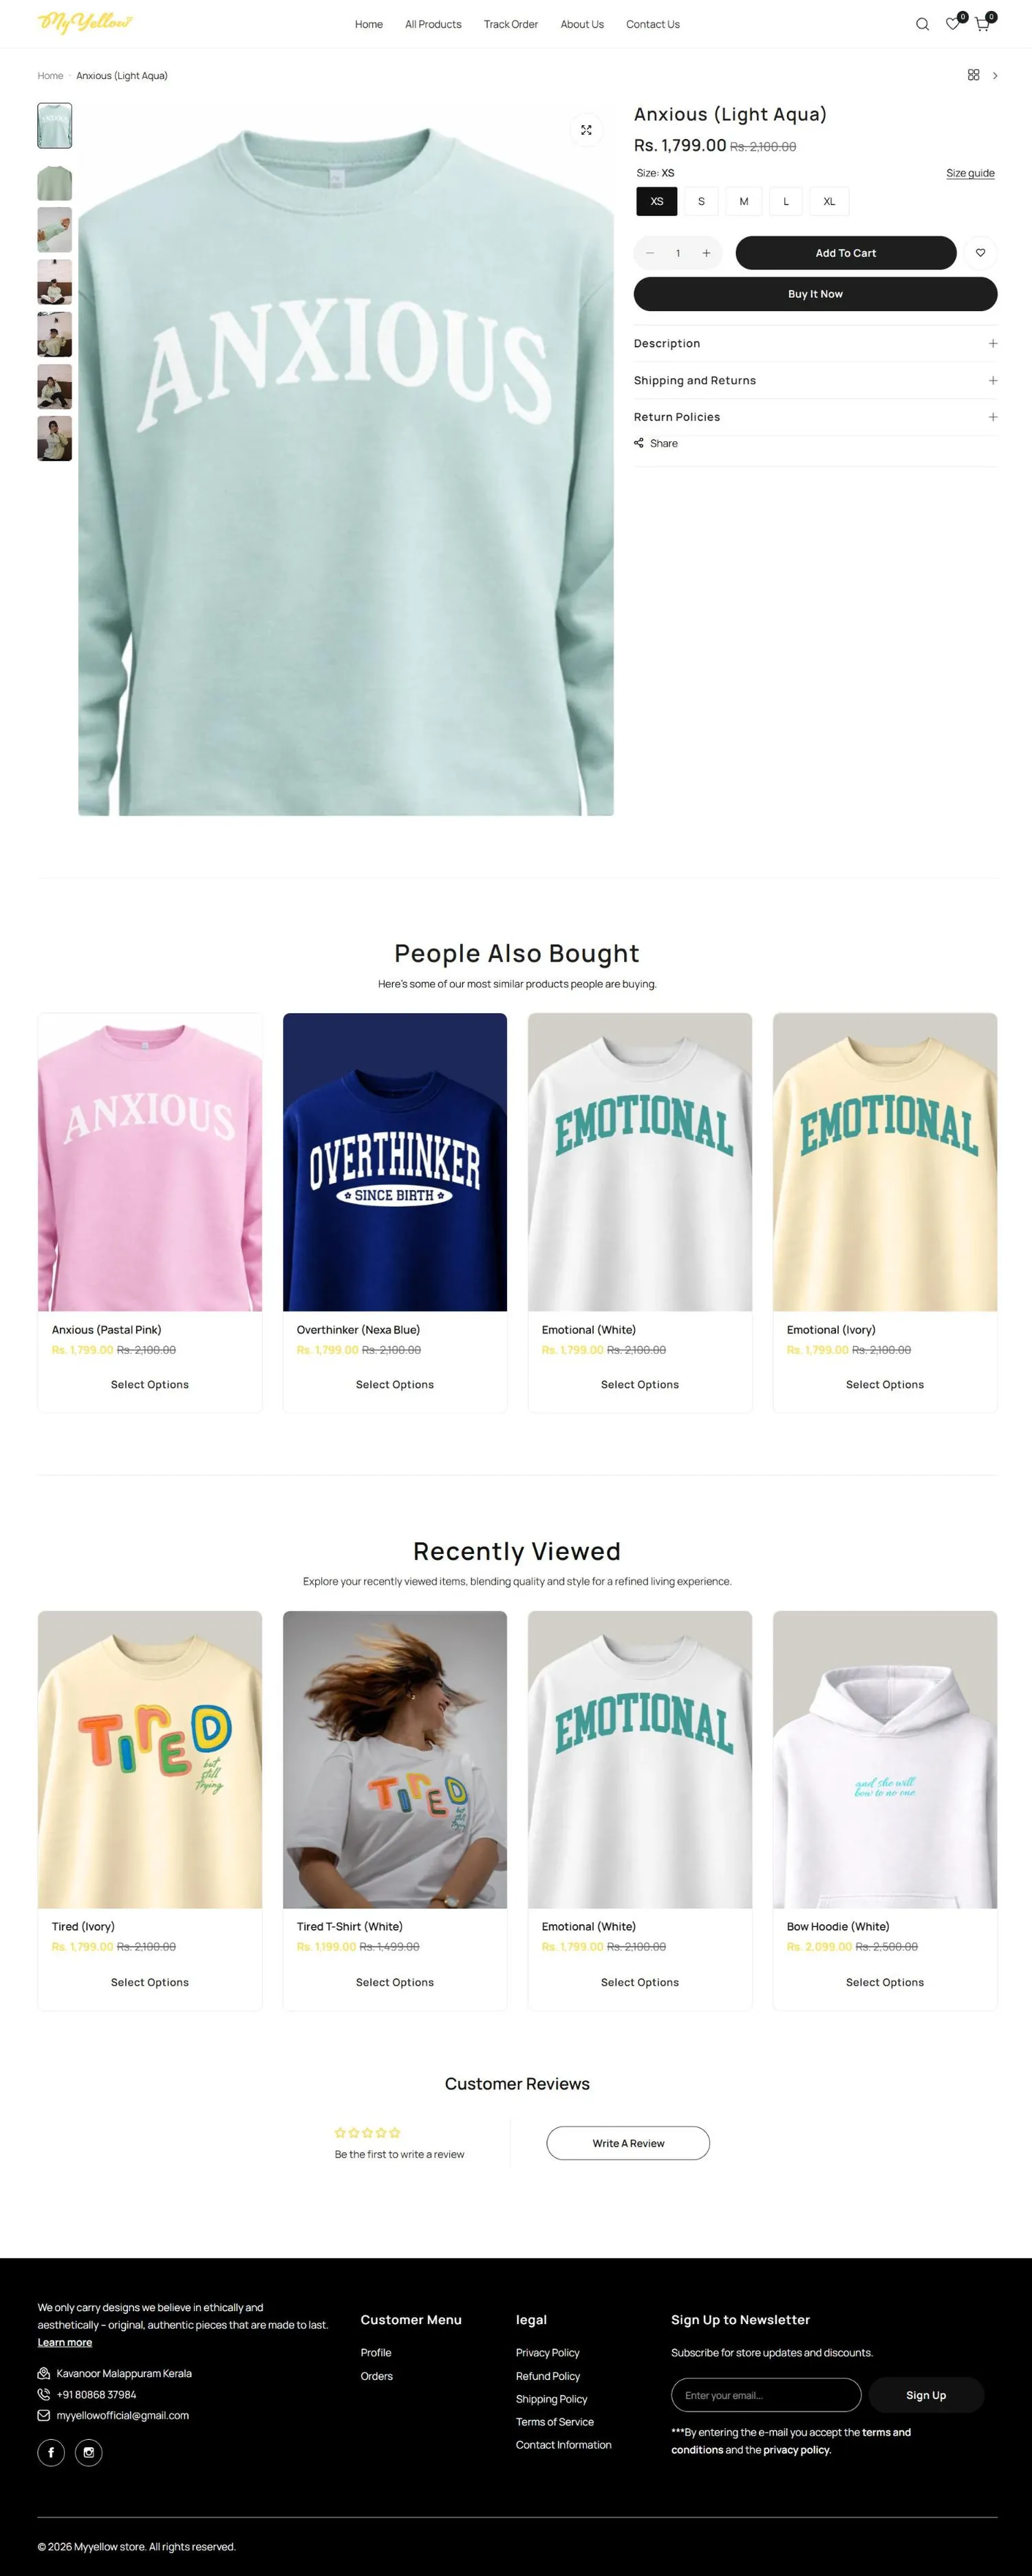 MyYellow
Home
All Products
Track Order
About Us
Contact Us
0
0
Home · Anxious (Light Aqua)
ANXIOUS
Anxious (Light Aqua)
Rs. 1,799.00 Rs. 2,100.00
Size: XS
Size guide
XS
S
M
L
XL
1
Add To Cart
Buy It Now
Description
Shipping and Returns
Return Policies
Share
People Also Bought
Here's some of our most similar products people are buying.
ANXIOUS
OVERTHINKER
SINCE BIRTH
EMOTIONAL
EMOTIONAL
Anxious (Pastal Pink)
Rs. 1,799.00 Rs. 2,100.00
Select Options
Overthinker (Nexa Blue)
Rs. 1,799.00 Rs. 2,100.00
Select Options
Emotional (White)
Rs. 1,799.00 Rs. 2,100.00
Select Options
Emotional (Ivory)
Rs. 1,799.00 Rs. 2,100.00
Select Options
Recently Viewed
Explore your recently viewed items, blending quality and style for a refined living experience.
TIRED
but
still
trying
TIRED
but
still
trying
EMOTIONAL
and she will
bow to no one
Tired (Ivory)
Rs. 1,799.00 Rs. 2,100.00
Select Options
Tired T-Shirt (White)
Rs. 1,199.00 Rs. 1,499.00
Select Options
Emotional (White)
Rs. 1,799.00 Rs. 2,100.00
Select Options
Bow Hoodie (White)
Rs. 2,099.00 Rs. 2,500.00
Select Options
Customer Reviews
Be the first to write a review
Write A Review
We only carry designs we believe in ethically and
aesthetically – original, authentic pieces that are made to last.
Learn more
Kavanoor Malappuram Kerala
+91 80868 37984
myyellowofficial@gmail.com
Customer Menu
Profile
Orders
legal
Privacy Policy
Refund Policy
Shipping Policy
Terms of Service
Contact Information
Sign Up to Newsletter
Subscribe for store updates and discounts.
Enter your email...
Sign Up
***By entering the e-mail you accept the terms and
conditions and the privacy policy.
© 2026 Myyellow store. All rights reserved.